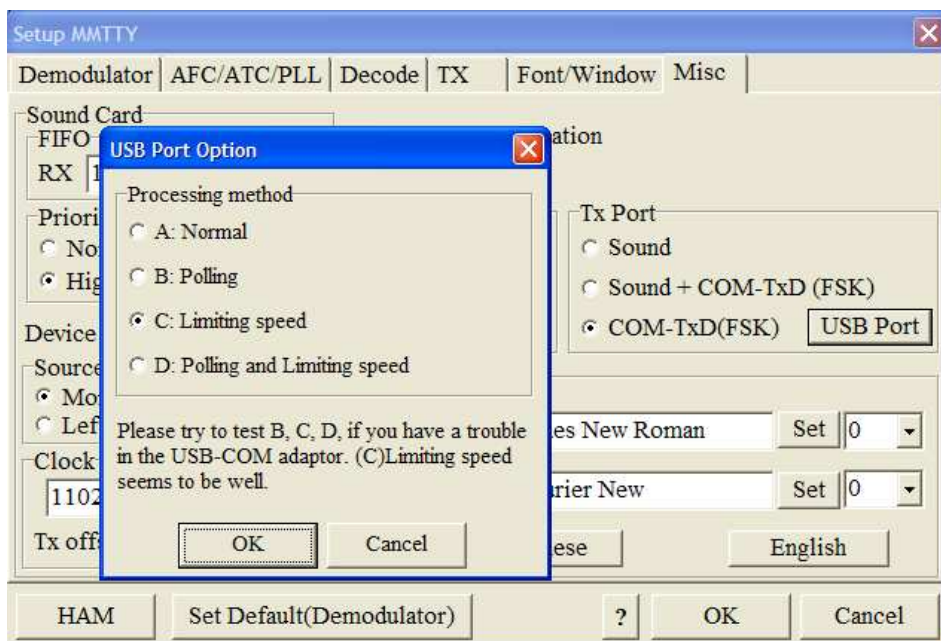 Setup MMTTY
Demodulator AFC/ATC/PLL Decode TX Font/Window Misc
Sound Card
FIFO
RX
USB Port Option
Processing method
A: Normal
B: Polling
C: Limiting speed
D: Polling and Limiting speed
Please try to test B, C, D, if you have a trouble
in the USB-COM adaptor. (C)Limiting speed
seems to be well.
OK Cancel
Tx Port
Sound
Sound + COM-TxD (FSK)
COM-TxD(FSK) USB Port
Device
Source
Clock
New Roman Set 0
New Set 0
English
HAM Set Default(Demodulator) ? OK Cancel